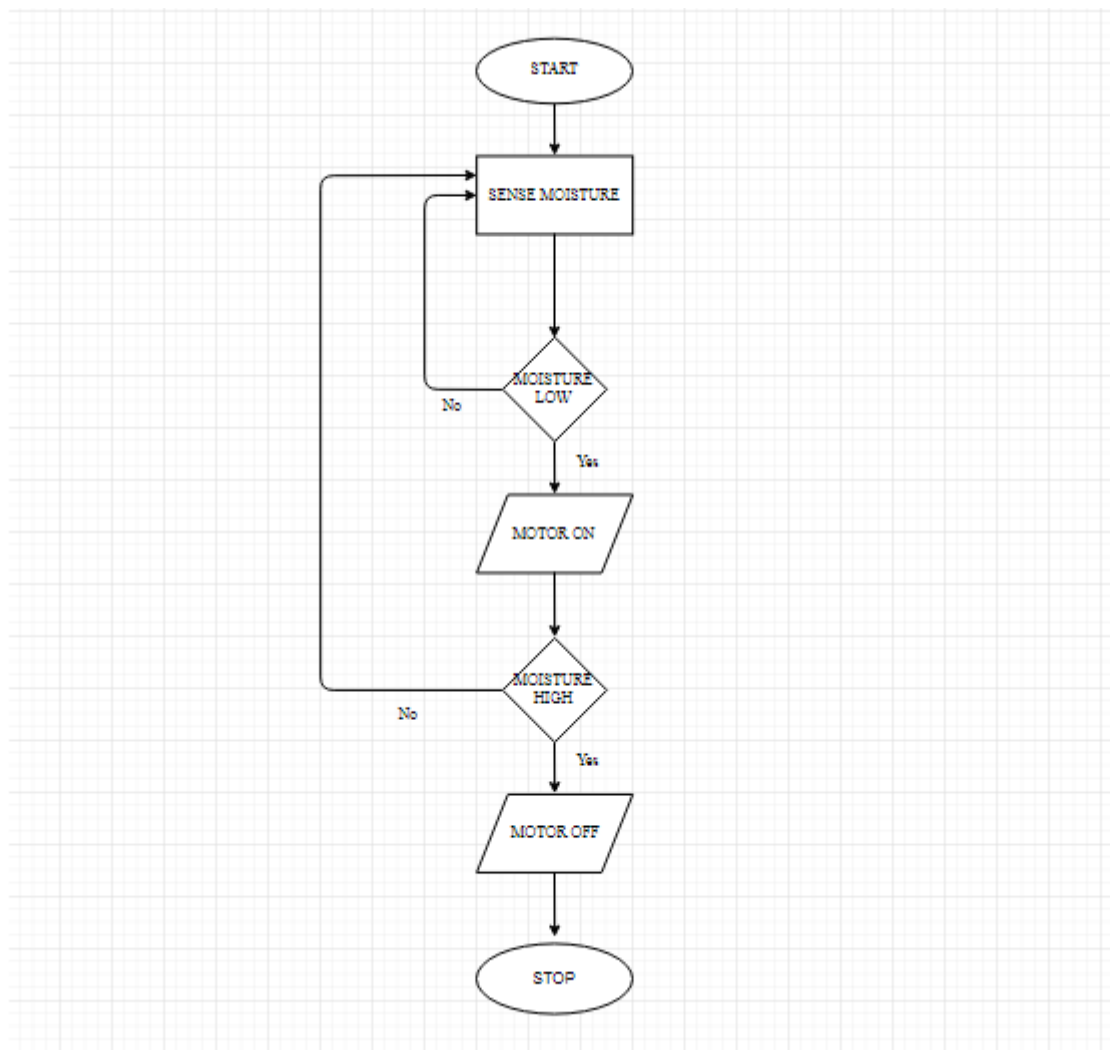 START
SENSE MOISTURE
MOISTURE
LOW
No
Yes
MOTOR ON
MOISTURE
HIGH
No
Yes
MOTOR OFF
STOP